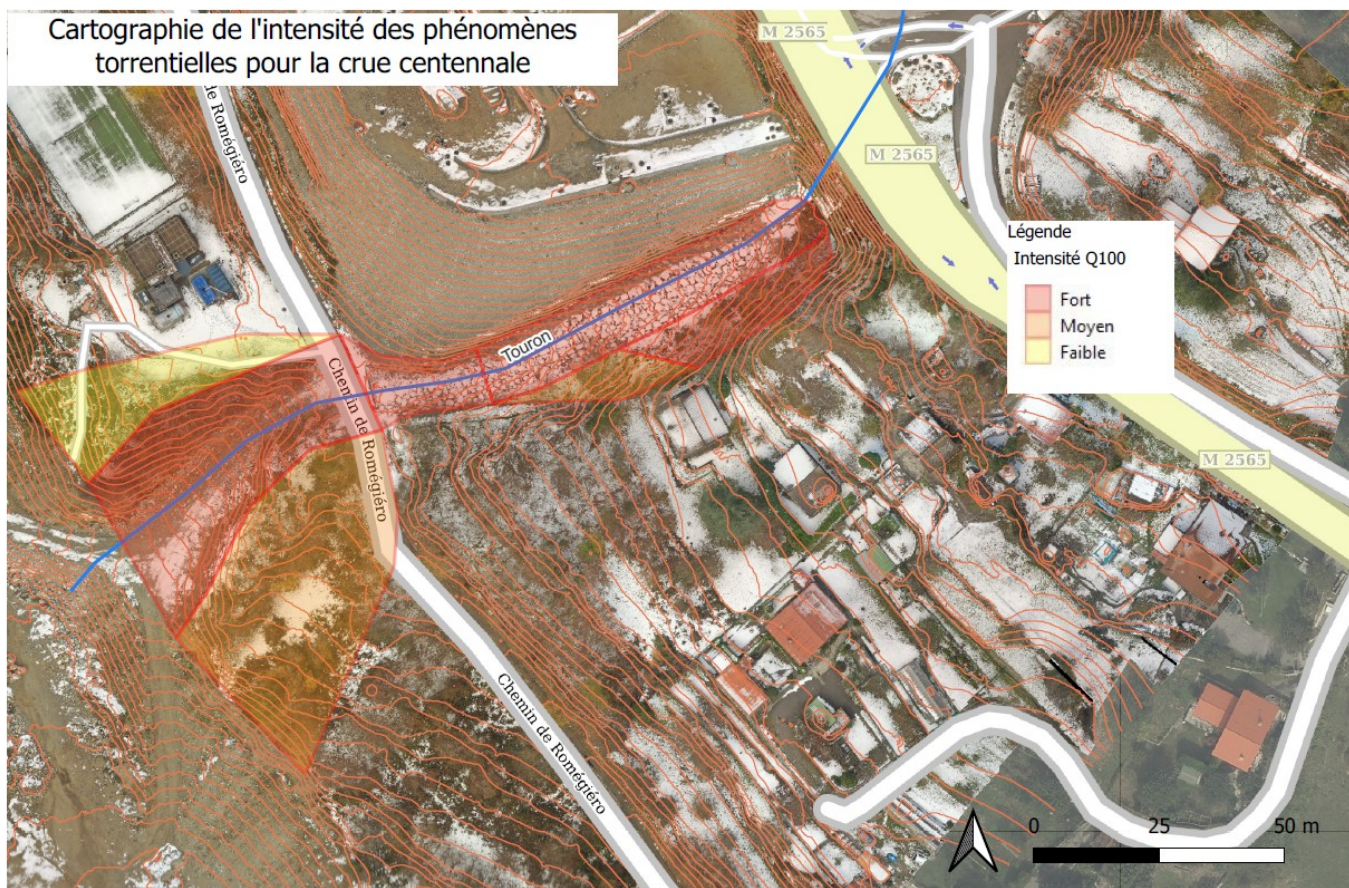 Cartographie de l'intensité des phénomènes
torrentielles pour la crue centennale
M 2565
de Romégiéro
M 2565
Légende
Intensité Q100
Fort
Moyen
Faible
Touron
Chemin de Romégiéro
M 2565
Chemin de Romégiéro
0 25 50 m